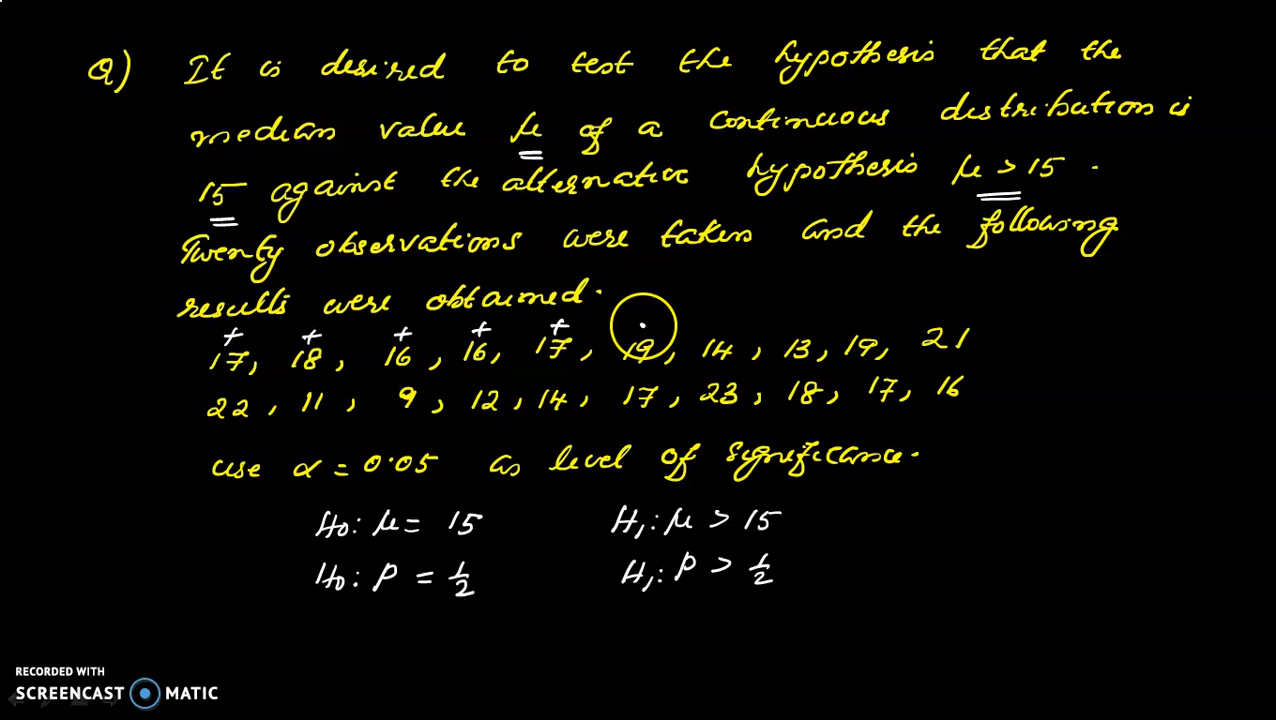 Q) It is desired to test the hypothesis that the
median value μ of a continuous distribution is
15 against the alternative hypothesis μ > 15 .
Twenty observations were taken and the following
results were obtained.
+ + + + +
17, 18, 16, 16, 17, 19, 14, 13, 19, 21
22, 11, 9, 12, 14, 17, 23, 18, 17, 16
use α = 0.05 as level of significance.
H0: μ = 15 H1: μ > 15
H0: P = 1/2 H1: P > 1/2
RECORDED WITH
SCREENCAST MATIC